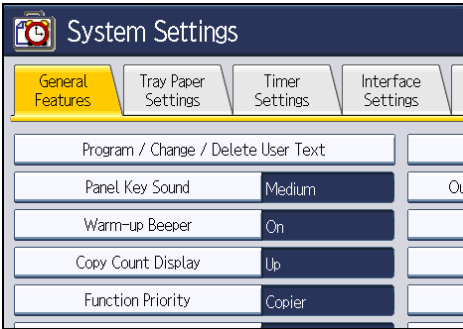 System Settings
General
Features
Tray Paper
Settings
Timer
Settings
Interface
Settings
Program / Change / Delete User Text
Panel Key Sound
Medium
Ou
Warm-up Beeper
On
Copy Count Display
Up
Function Priority
Copier